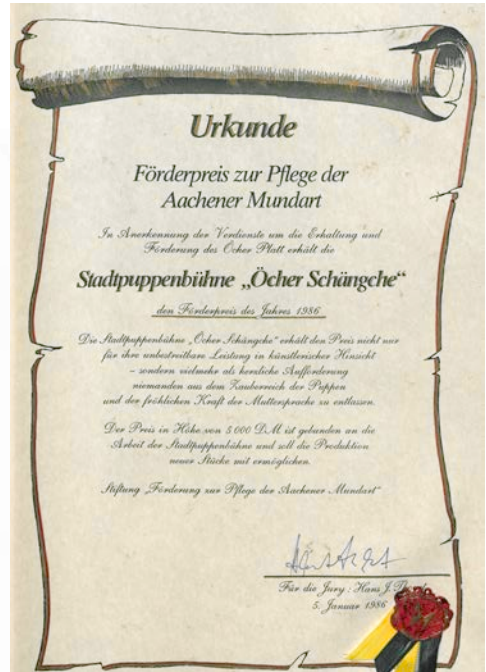 Urkunde
Förderpreis zur Pflege der
Aachener Mundart
In Anerkennung der Verdienste um die Erhaltung und
Förderung des Öcher Platt erhält die
Stadtpuppenbühne „Öcher Schängche“
den Förderpreis des Jahres 1986
Die Stadtpuppenbühne „Öcher Schängche“ erhält den Preis nicht nur
für ihre unbestreitbare Leistung in künstlerischer Hinsicht
– sondern vielmehr als herzliche Aufforderung
niemanden aus dem Zauberreich der Puppen
und der fröhlichen Kraft der Muttersprache zu entlassen.
Der Preis in Höhe von 5 000 D.M. ist gebunden an die
Arbeit der Stadtpuppenbühne und soll die Produktion
neuer Stücke mit ermöglichen.
Stiftung „Förderung zur Pflege der Aachener Mundart“
Für die Jury: Hans J.
5. Januar 1986